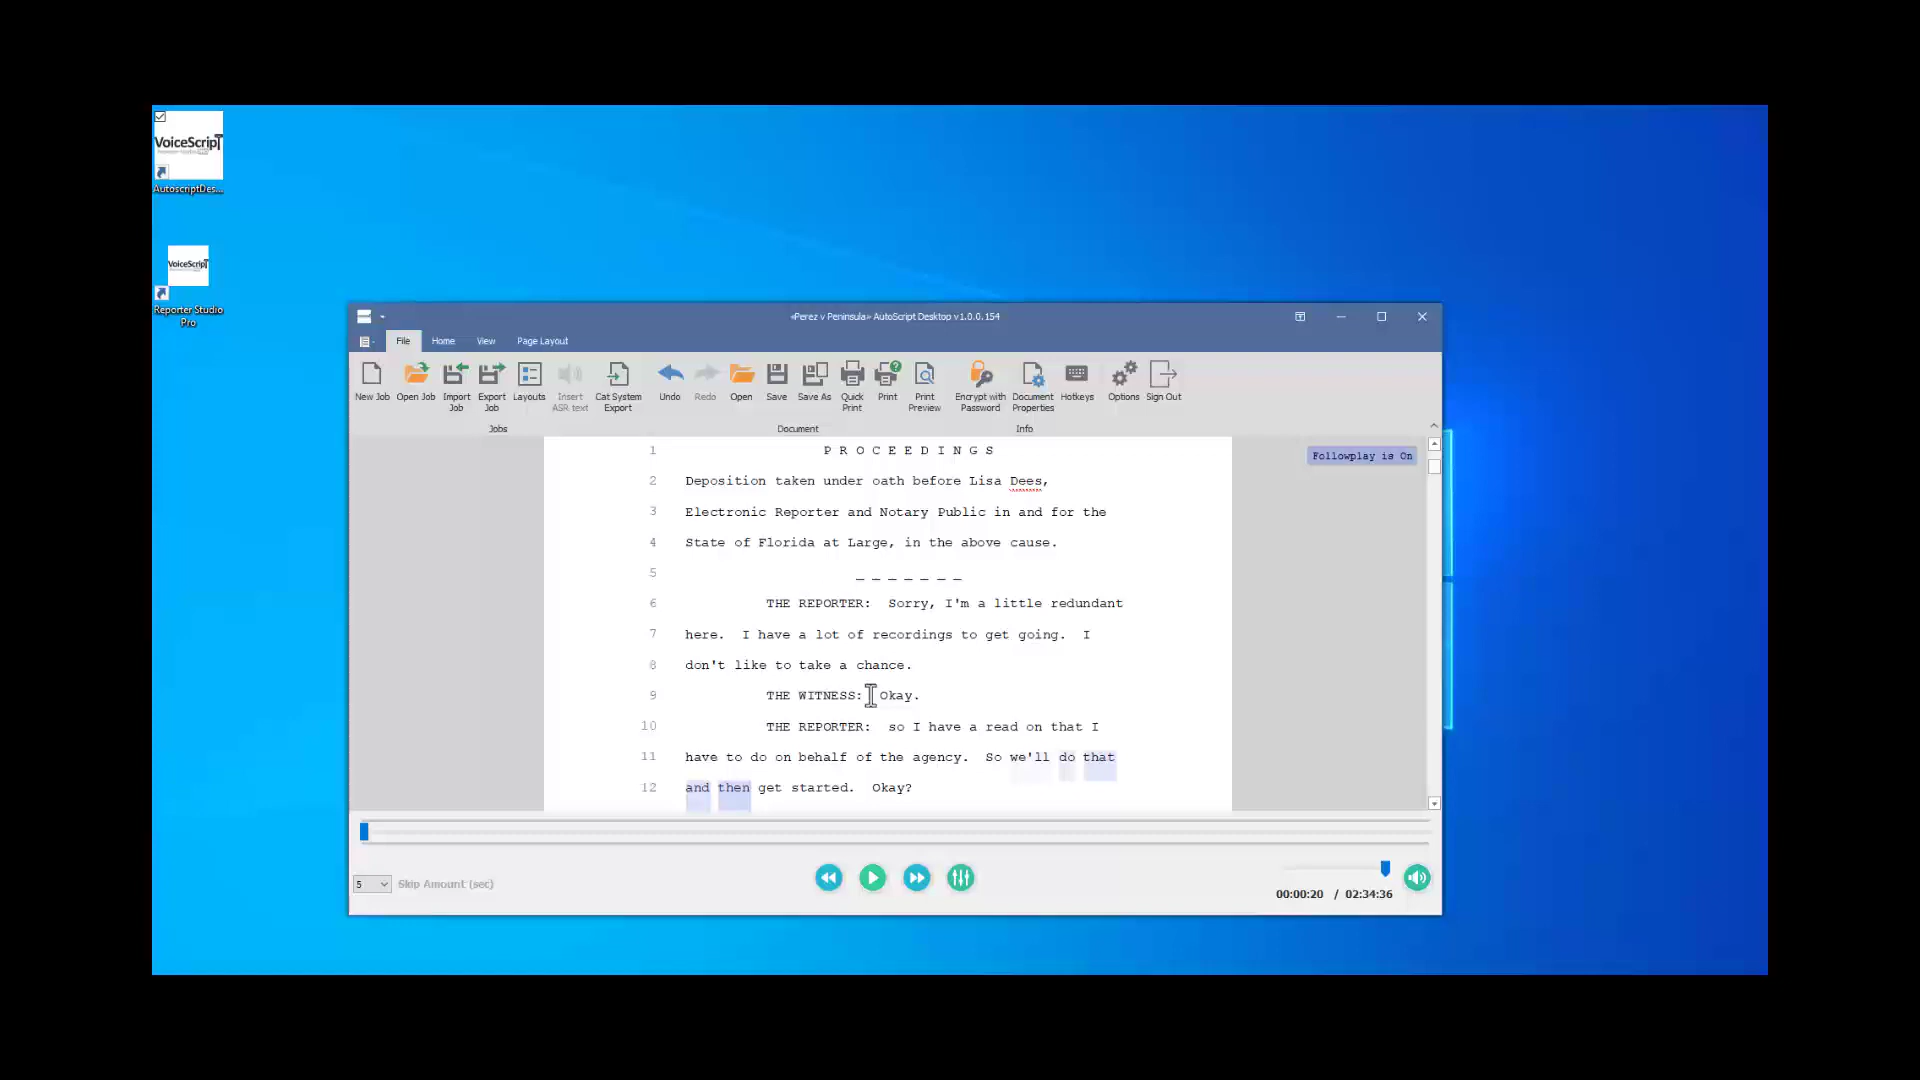 VoiceScript
AutoscriptDes...
VoiceScript
Reporter Studio
Pro
«Perez v Peninsula» AutoScript Desktop v1.0.0.154
File Home View Page Layout
New Job Open Job Import Job Export Job Layouts Insert ASR text Cat System Export Undo Redo Open Save Save As Quick Print Print Print Preview Encrypt with Password Document Properties Hotkeys Options Sign Out
Jobs Document Info
Followplay is On
1 P R O C E E D I N G S
2 Deposition taken under oath before Lisa Dees,
3 Electronic Reporter and Notary Public in and for the
4 State of Florida at Large, in the above cause.
5 _ _ _ _ _ _ _
6 THE REPORTER: Sorry, I'm a little redundant
7 here. I have a lot of recordings to get going. I
8 don't like to take a chance.
9 THE WITNESS: Okay.
10 THE REPORTER: so I have a read on that I
11 have to do on behalf of the agency. So we'll do that
12 and then get started. Okay?
5 Skip Amount (sec)
00:00:20 / 02:34:36